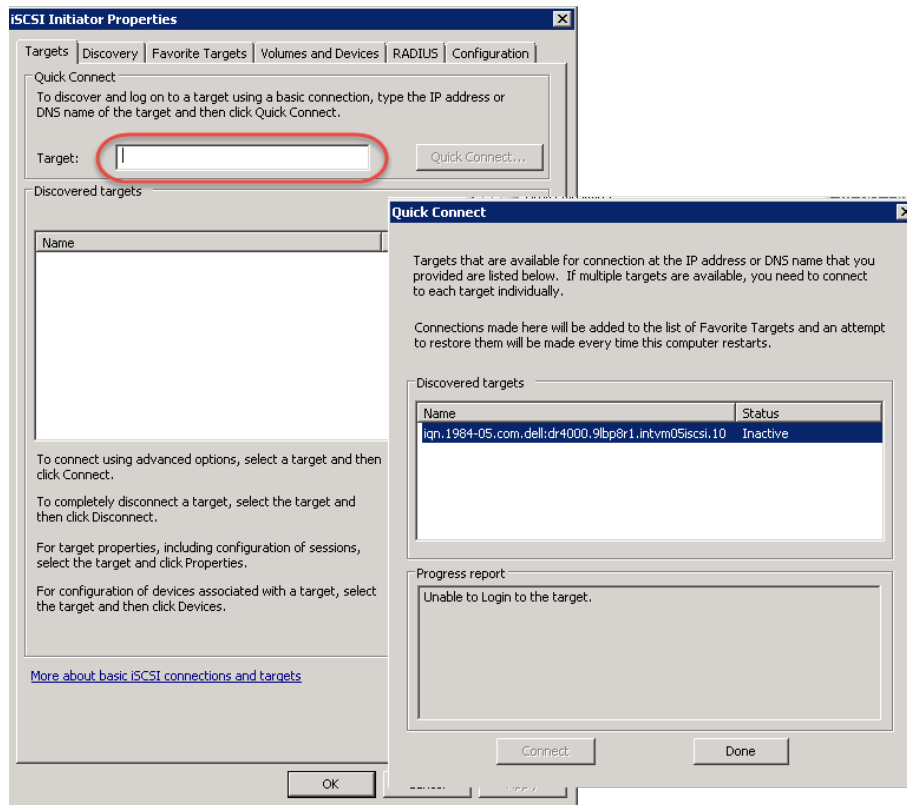 iSCSI Initiator Properties
Targets Discovery Favorite Targets Volumes and Devices RADIUS Configuration
Quick Connect
To discover and log on to a target using a basic connection, type the IP address or
DNS name of the target and then click Quick Connect.
Target:
Quick Connect...
Discovered targets
Name
To connect using advanced options, select a target and then
click Connect.
To completely disconnect a target, select the target and
then click Disconnect.
For target properties, including configuration of sessions,
select the target and click Properties.
For configuration of devices associated with a target, select
the target and then click Devices.
More about basic iSCSI connections and targets
OK
Quick Connect
Targets that are available for connection at the IP address or DNS name that you
provided are listed below. If multiple targets are available, you need to connect
to each target individually.
Connections made here will be added to the list of Favorite Targets and an attempt
to restore them will be made every time this computer restarts.
Discovered targets
Name Status
iqn.1984-05.com.dell:dr4000.9lbp8r1.intvm05iscsi.10 Inactive
Progress report
Unable to Login to the target.
Connect Done